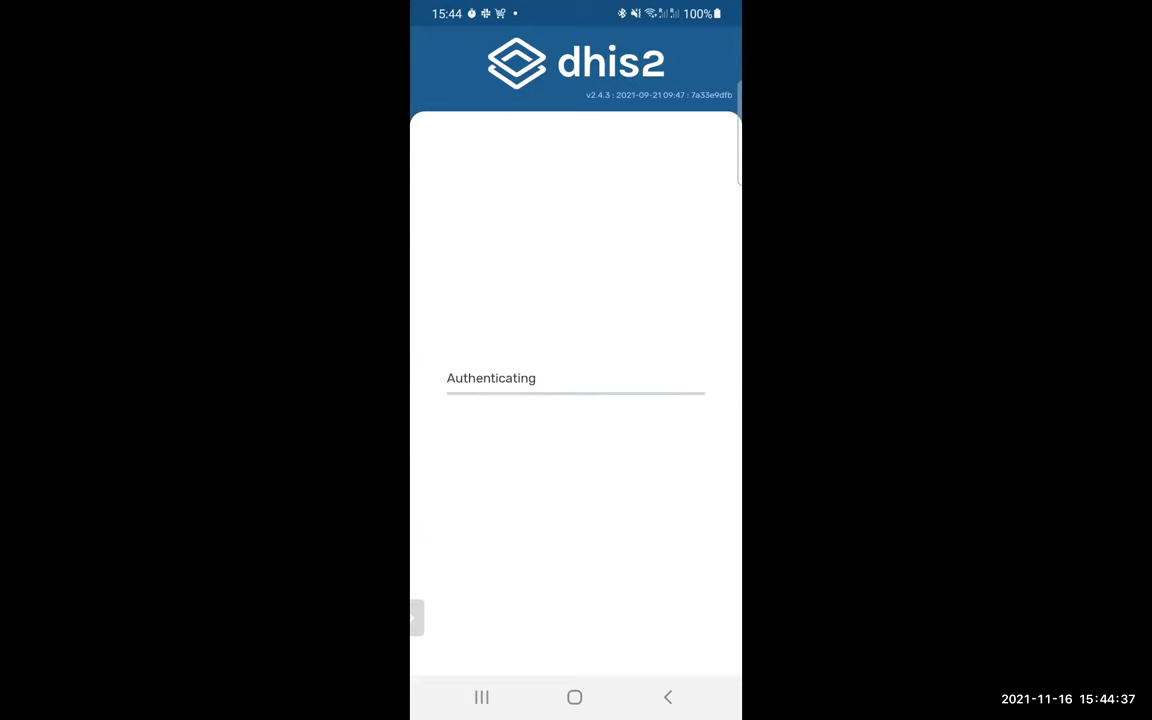 15:44
100%
dhis2
v2.4.3 : 2021-09-21 09:47 : 7a33e9dfb
Authenticating
2021-11-16 15:44:37